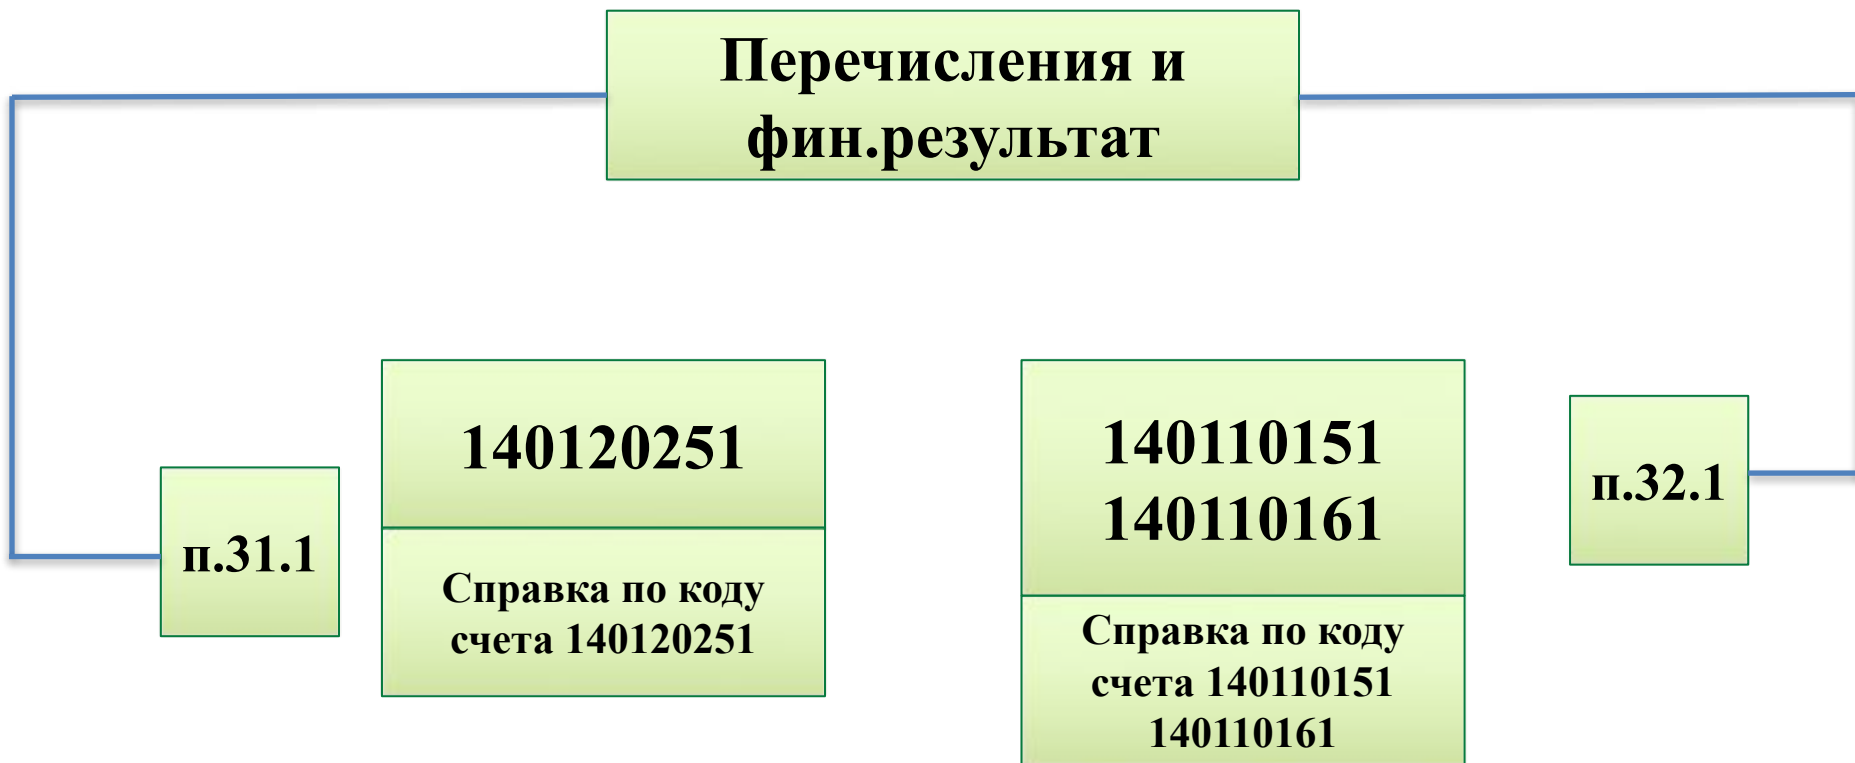 Перечисления и
фин.результат
п.31.1
140120251
Справка по коду
счета 140120251
140110151
140110161
Справка по коду
счета 140110151
140110161
п.32.1